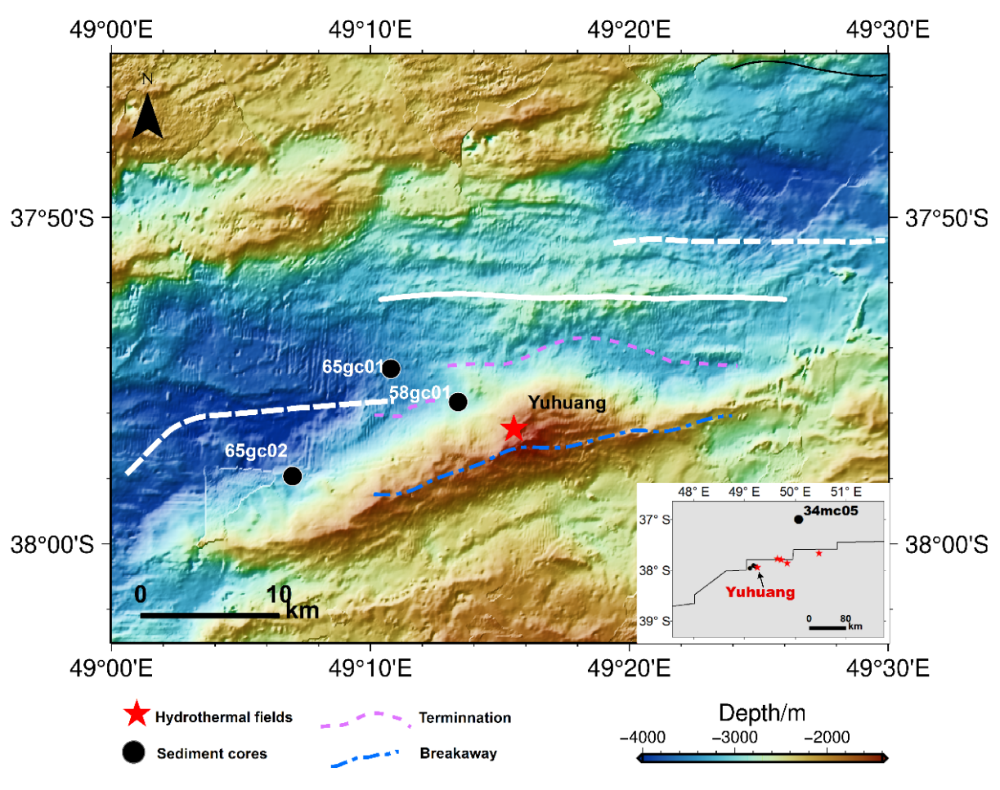 49°00'E 49°10'E 49°20'E 49°30'E
N
37°50'S 37°50'S
65gc01
58gc01
Yuhuang
65gc02
38°00'S 38°00'S
0 10
km
48° E 49° E 50° E 51° E
37° S
34mc05
38° S
Yuhuang
39° S
0 80
km
49°00'E 49°10'E 49°20'E 49°30'E
Hydrothermal fields
Terminnation
Sediment cores
Breakaway
Depth/m
−4000 −3000 −2000